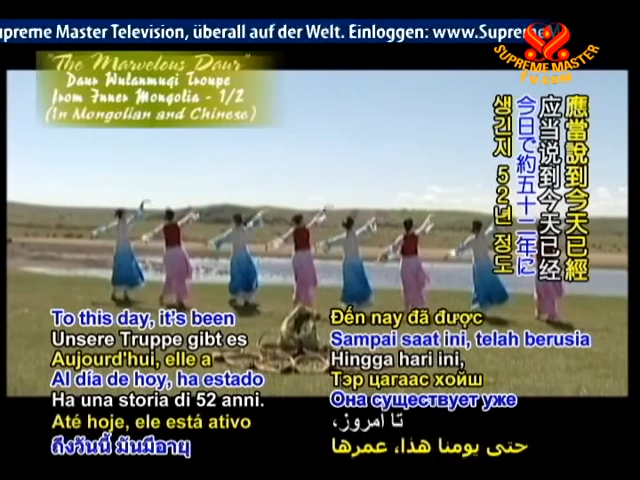 upreme Master Television, überall auf der Welt. Einloggen: www.Supreme
SUPREME MASTER
TV.com
"The Marvelous Daur"
Daur Wulanmuqi Troupe
from Inner Mongolia - 1/2
(In Mongolian and Chinese)
應當說到今天已經
应当说到今天已经
今日で約五十二年に
생긴지 52년 정도
To this day, it's been
Unsere Truppe gibt es
Aujourd'hui, elle a
Al día de hoy, ha estado
Ha una storia di 52 anni.
Até hoje, ele está ativo
ถึงวันนี้ มันมีอายุ
Đến nay đã được
Sampai saat ini, telah berusia
Hingga hari ini,
Тэр цагаас хойш
Она существует уже
تا امروز،
حتى يومنا هذا، عمرها